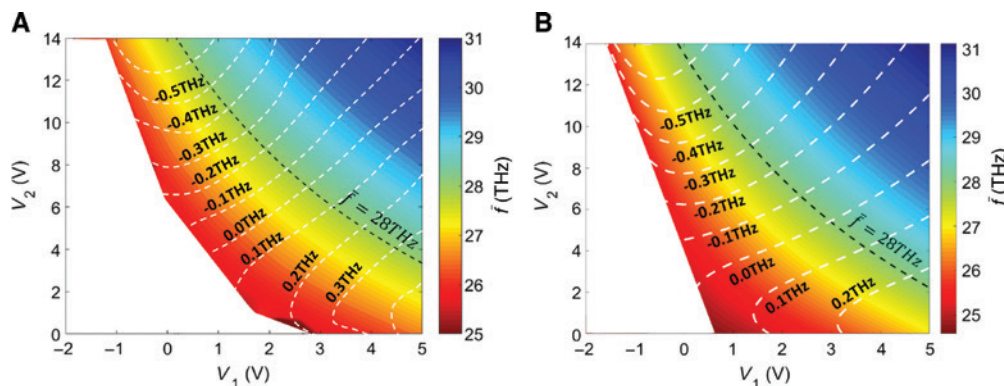 A
14
12
10
8
6
4
2
0
V2 (V)
-0.5THz
-0.4THz
-0.3THz
-0.2THz
-0.1THz
0.0THz
0.1THz
0.2THz
0.3THz
f̄ = 28THz
−2 −1 0 1 2 3 4 5
V1 (V)
31
30
29
28
27
26
25
f̄ (THz)
B
14
12
10
8
6
4
2
0
V2 (V)
-0.5THz
-0.4THz
-0.3THz
-0.2THz
-0.1THz
0.0THz
0.1THz
0.2THz
f̄ = 28THz
−2 −1 0 1 2 3 4 5
V1 (V)
31
30
29
28
27
26
25
f̄ (THz)